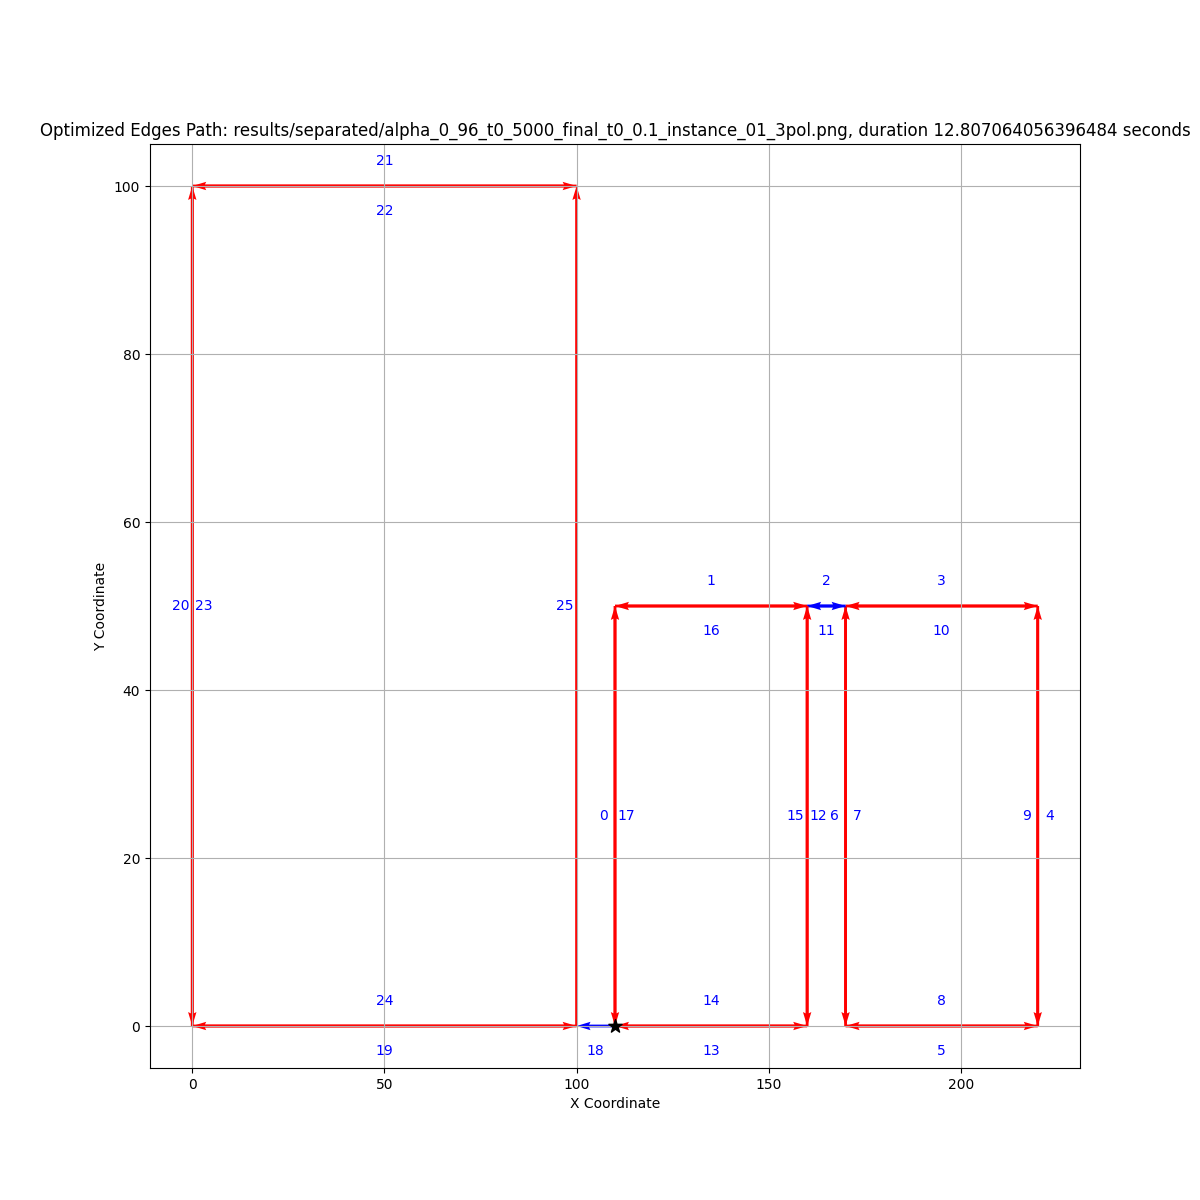 Optimized Edges Path: results/separated/alpha_0_96_t0_5000_final_t0_0.1_instance_01_3pol.png, duration 12.807064056396484 seconds
21
100
22
80
60
1 2 3
20 23 25
16 11 10
Y Coordinate
40
0 17 15 12 6 7 9 4
20
24 14 8
0
19 18 13 5
0 50 100 150 200
X Coordinate